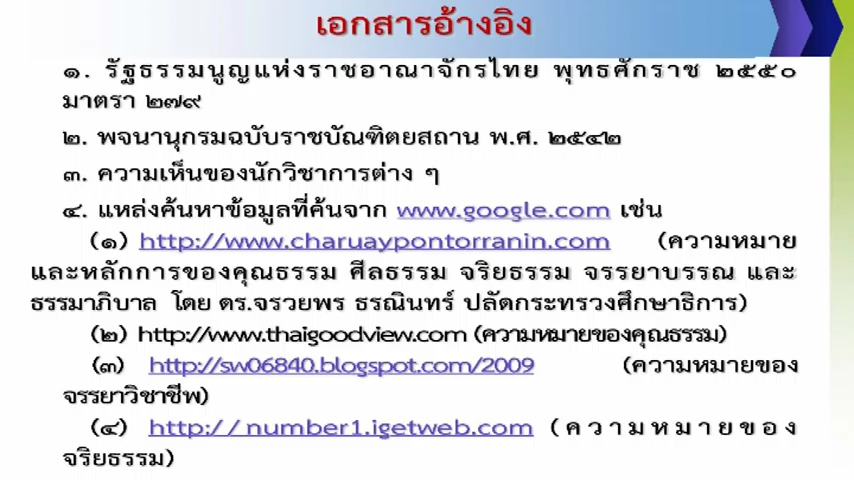 เอกสารอ้างอิง
๑. รัฐธรรมนูญแห่งราชอาณาจักรไทย พุทธศักราช ๒๕๕๐
มาตรา ๒๗๙
๒. พจนานุกรมฉบับราชบัณฑิตยสถาน พ.ศ. ๒๕๔๒
๓. ความเห็นของนักวิชาการต่าง ๆ
๔. แหล่งค้นหาข้อมูลที่ค้นจาก www.google.com เช่น
(๑) http://www.charuaypontorranin.com (ความหมาย
และหลักการของคุณธรรม ศีลธรรม จริยธรรม จรรยาบรรณ และ
ธรรมาภิบาล โดย ดร.จรวยพร ธรณินทร์ ปลัดกระทรวงศึกษาธิการ)
(๒) http://www.thaigoodview.com (ความหมายของคุณธรรม)
(๓) http://sw06840.blogspot.com/2009 (ความหมายของ
จรรยาวิชาชีพ)
(๔) http://number1.igetweb.com (ความหมายของ
จริยธรรม)